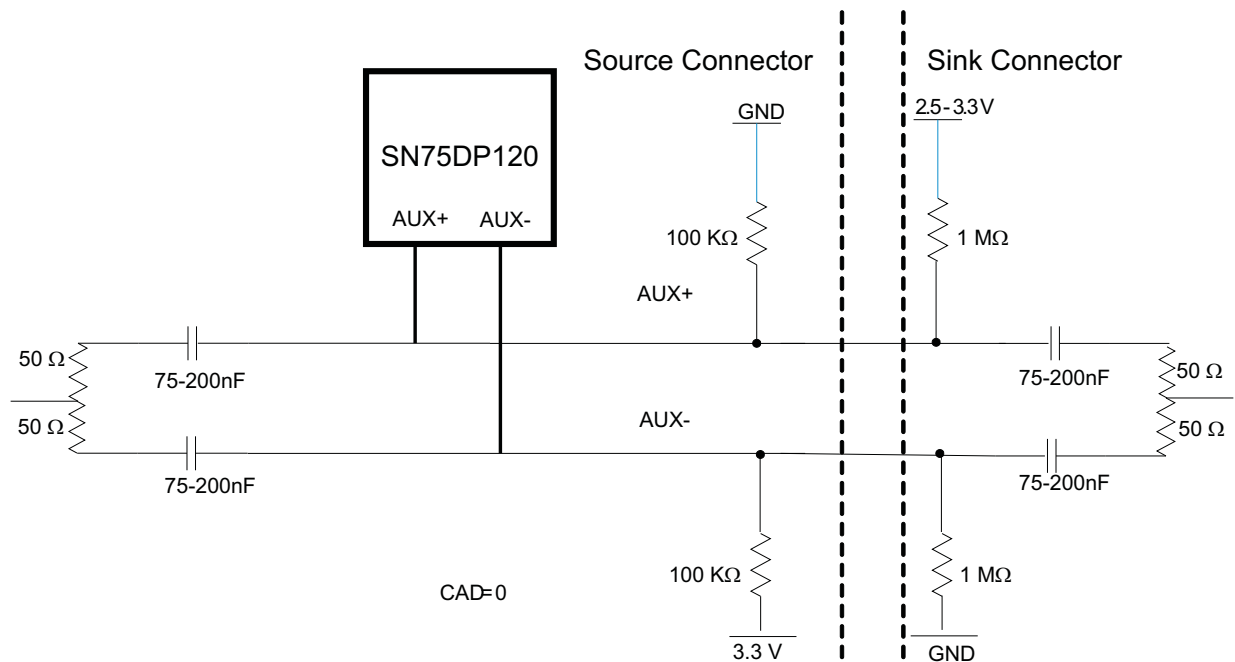 Source Connector
Sink Connector
GND
2.5-3.3V
SN75DP120
AUX+ AUX-
100 KΩ
1 MΩ
AUX+
50 Ω
75-200nF
75-200nF
50 Ω
50 Ω
AUX-
50 Ω
75-200nF
75-200nF
100 KΩ
1 MΩ
CAD=0
3.3 V
GND